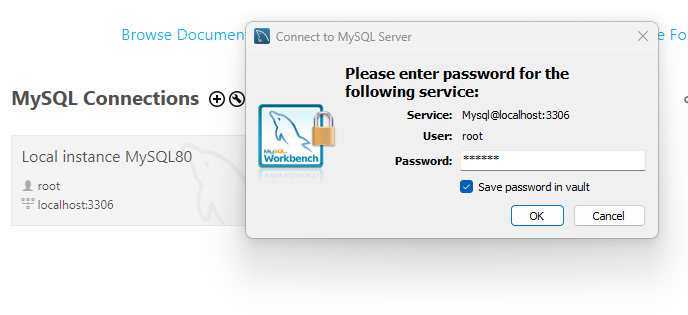 Browse Documen
e Fo
Connect to MySQL Server
Please enter password for the
following service:
MySQL Connections
Service: Mysql@localhost:3306
User: root
Password: ******
MySQL
Workbench
Local instance MySQL80
root
localhost:3306
Save password in vault
OK
Cancel